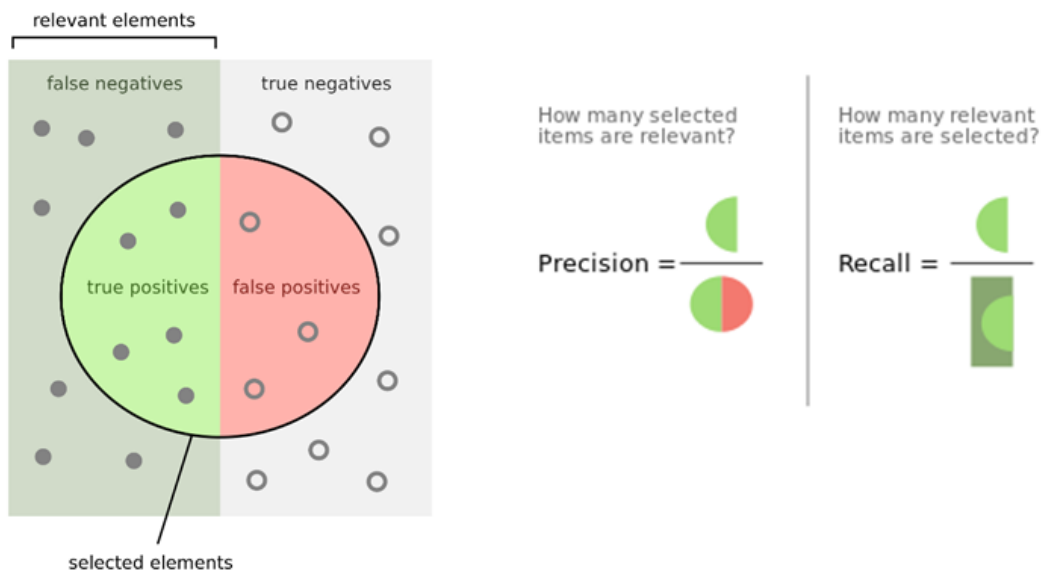 relevant elements
false negatives
true negatives
true positives
false positives
selected elements
How many selected
items are relevant?
Precision =
How many relevant
items are selected?
Recall =